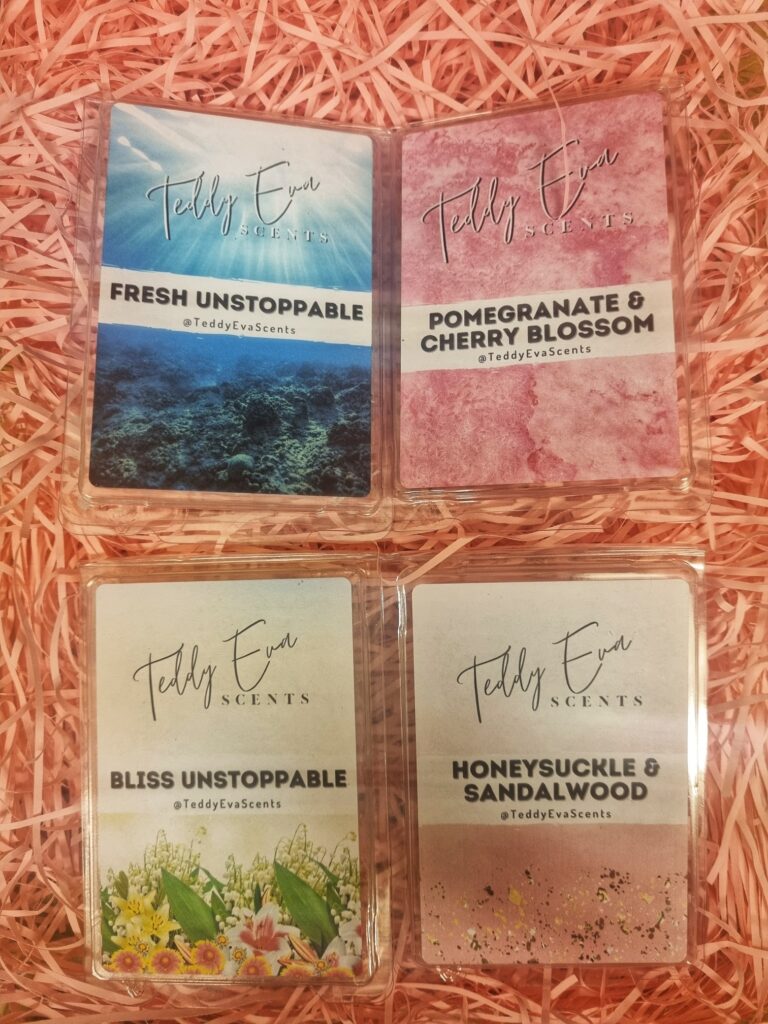 Teddy Eva
SCENTS
FRESH UNSTOPPABLE
@TeddyEvaScents
Teddy Eva
SCENTS
POMEGRANATE &
CHERRY BLOSSOM
@TeddyEvaScents
Teddy Eva
SCENTS
BLISS UNSTOPPABLE
@TeddyEvaScents
Teddy Eva
SCENTS
HONEYSUCKLE &
SANDALWOOD
@TeddyEvaScents